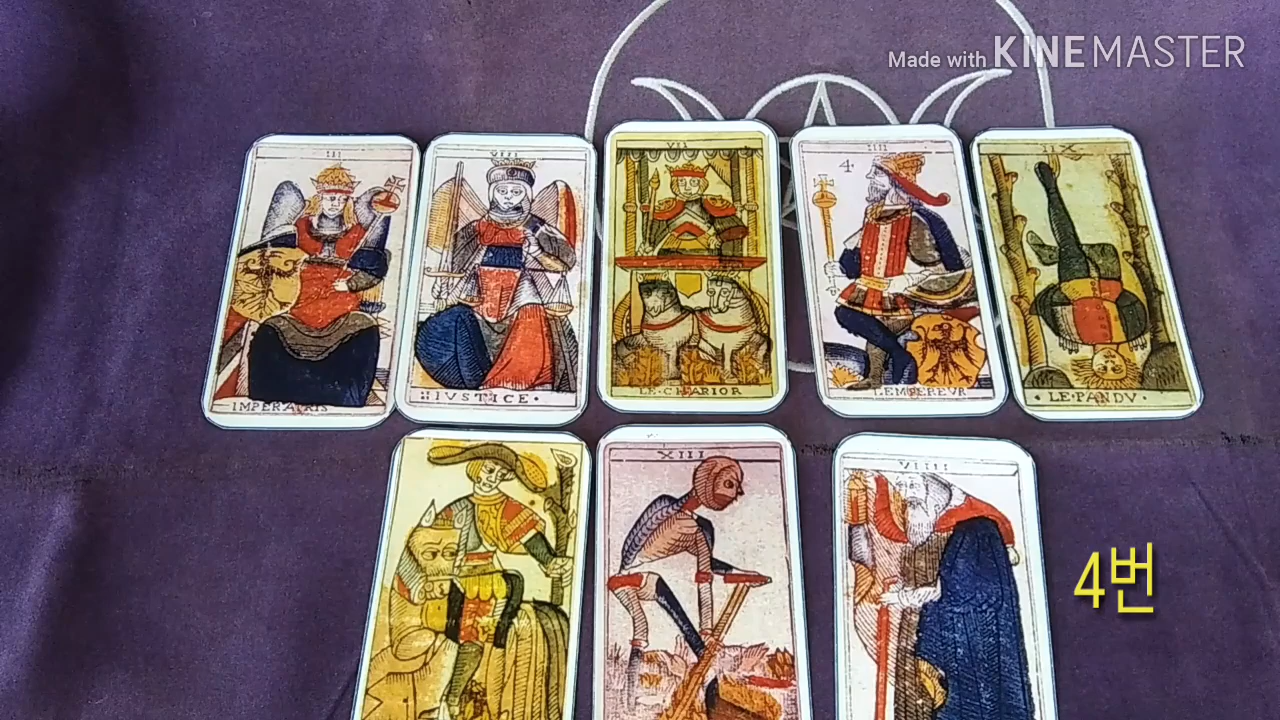 Made with KINEMASTER
III
VIII
VII
IIII
IIX
4
IMPERATRIS
IVSTICE
LE·CHARIOR
LEMPEREVR
LE·PANDV
XIII
VIIII
4번